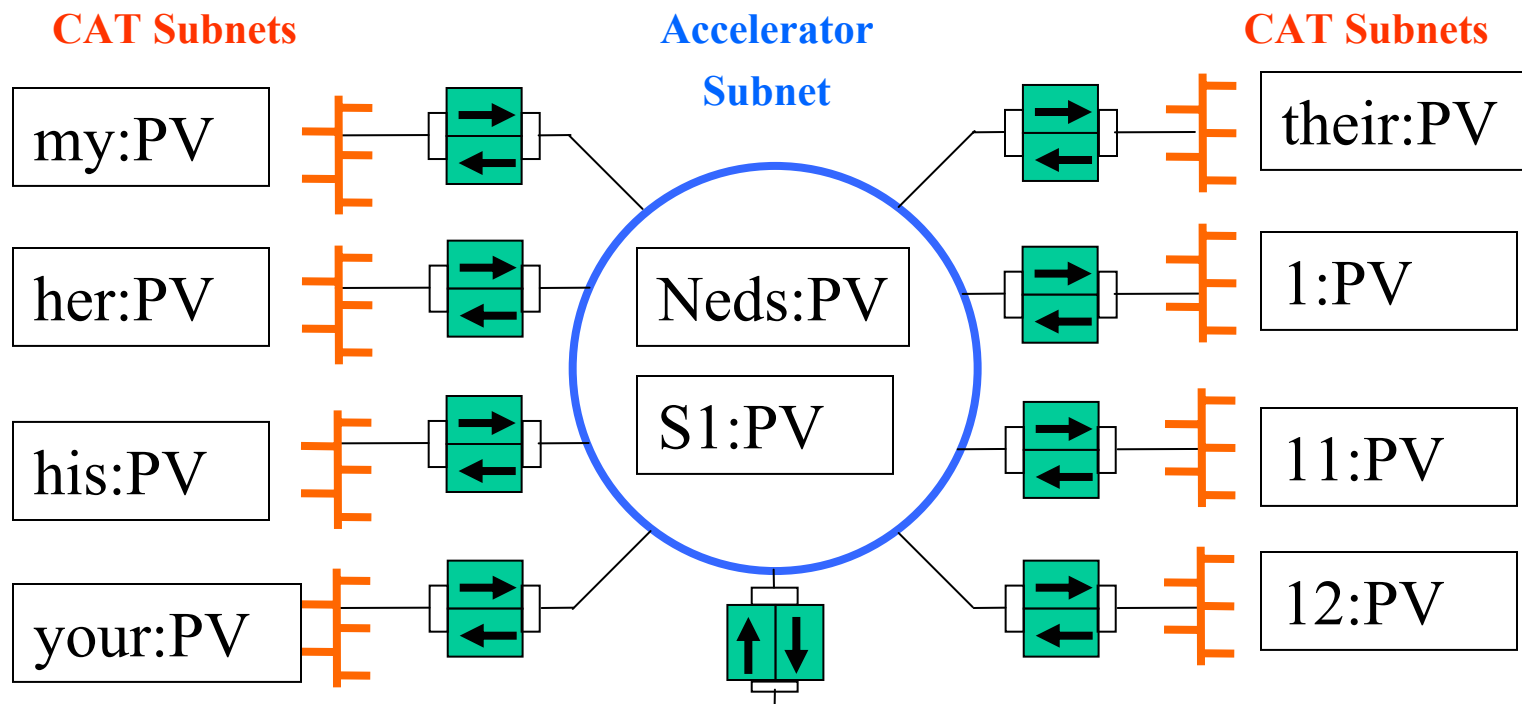 CAT Subnets
Accelerator
Subnet
CAT Subnets
my:PV
her:PV
his:PV
your:PV
Neds:PV
S1:PV
their:PV
1:PV
11:PV
12:PV